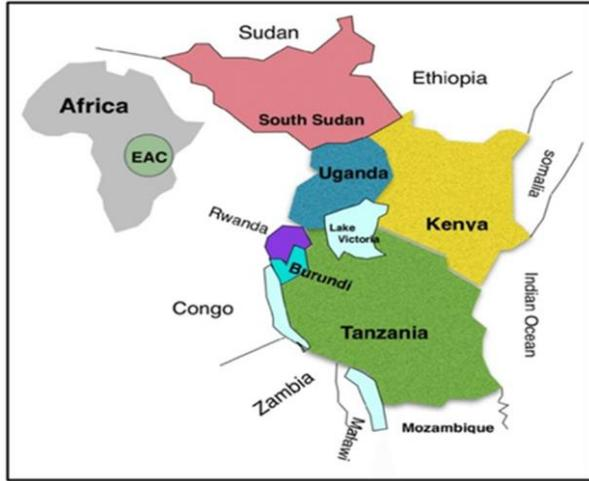 Sudan
Ethiopia
Africa
South Sudan
EAC
Uganda
somalia
Rwanda
Lake
Victoria
Kenya
Burundi
Indian Ocean
Congo
Tanzania
Zambia
Malawi
Mozambique